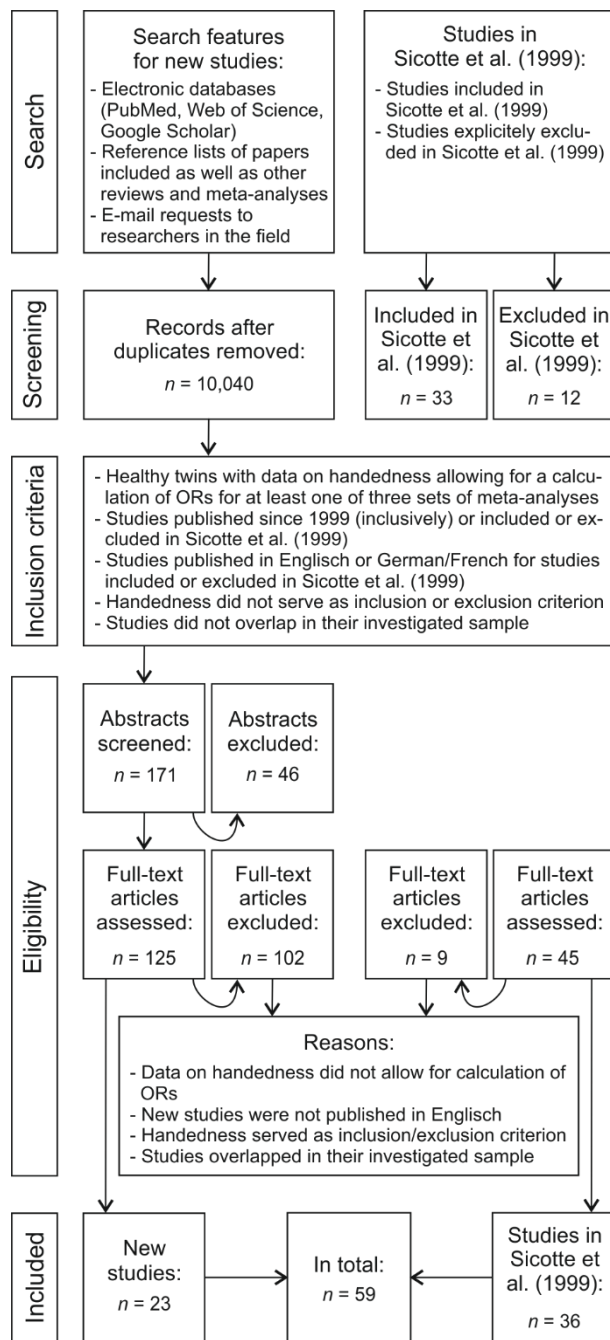 Search
Search features
for new studies:
- Electronic databases
(PubMed, Web of Science,
Google Scholar)
- Reference lists of papers
included as well as other
reviews and meta-analyses
- E-mail requests to
researchers in the field
Studies in
Sicotte et al. (1999):
- Studies included in
Sicotte et al. (1999)
- Studies explicitely exclu-
ded in Sicotte et al. (1999)
Screening
Records after
duplicates removed:
n = 10,040
Included in
Sicotte et
al. (1999):
n = 33
Excluded in
Sicotte et
al. (1999):
n = 12
Inclusion criteria
- Healthy twins with data on handedness allowing for a
calculation of ORs for at least one of three sets of meta-analyses
- Studies published since 1999 (inclusively) or included or ex-
cluded in Sicotte et al. (1999)
- Studies published in Englisch or German/French for studies
included or excluded in Sicotte et al. (1999)
- Handedness did not serve as inclusion or exclusion criterion
- Studies did not overlap in their investigated sample
Eligibility
Abstracts
screened:
n = 171
Abstracts
excluded:
n = 46
Full-text
articles
assessed:
n = 125
Full-text
articles
excluded:
n = 102
Full-text
articles
excluded:
n = 9
Full-text
articles
assessed:
n = 45
Reasons:
- Data on handedness did not allow for calculation of
ORs
- New studies were not published in Englisch
- Handedness served as inclusion/exclusion criterion
- Studies overlapped in their investigated sample
Included
New
studies:
n = 23
In total:
n = 59
Studies in
Sicotte et
al. (1999):
n = 36